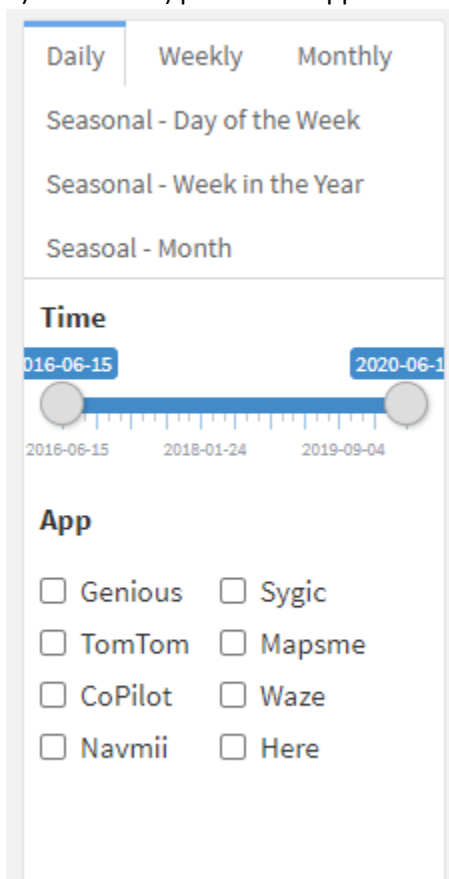 Daily Weekly Monthly
Seasonal - Day of the Week
Seasonal - Week in the Year
Seasoal - Month
Time
016-06-15 2020-06-1
2016-06-15 2018-01-24 2019-09-04
App
Genious Sygic
TomTom Mapsme
CoPilot Waze
Navmii Here